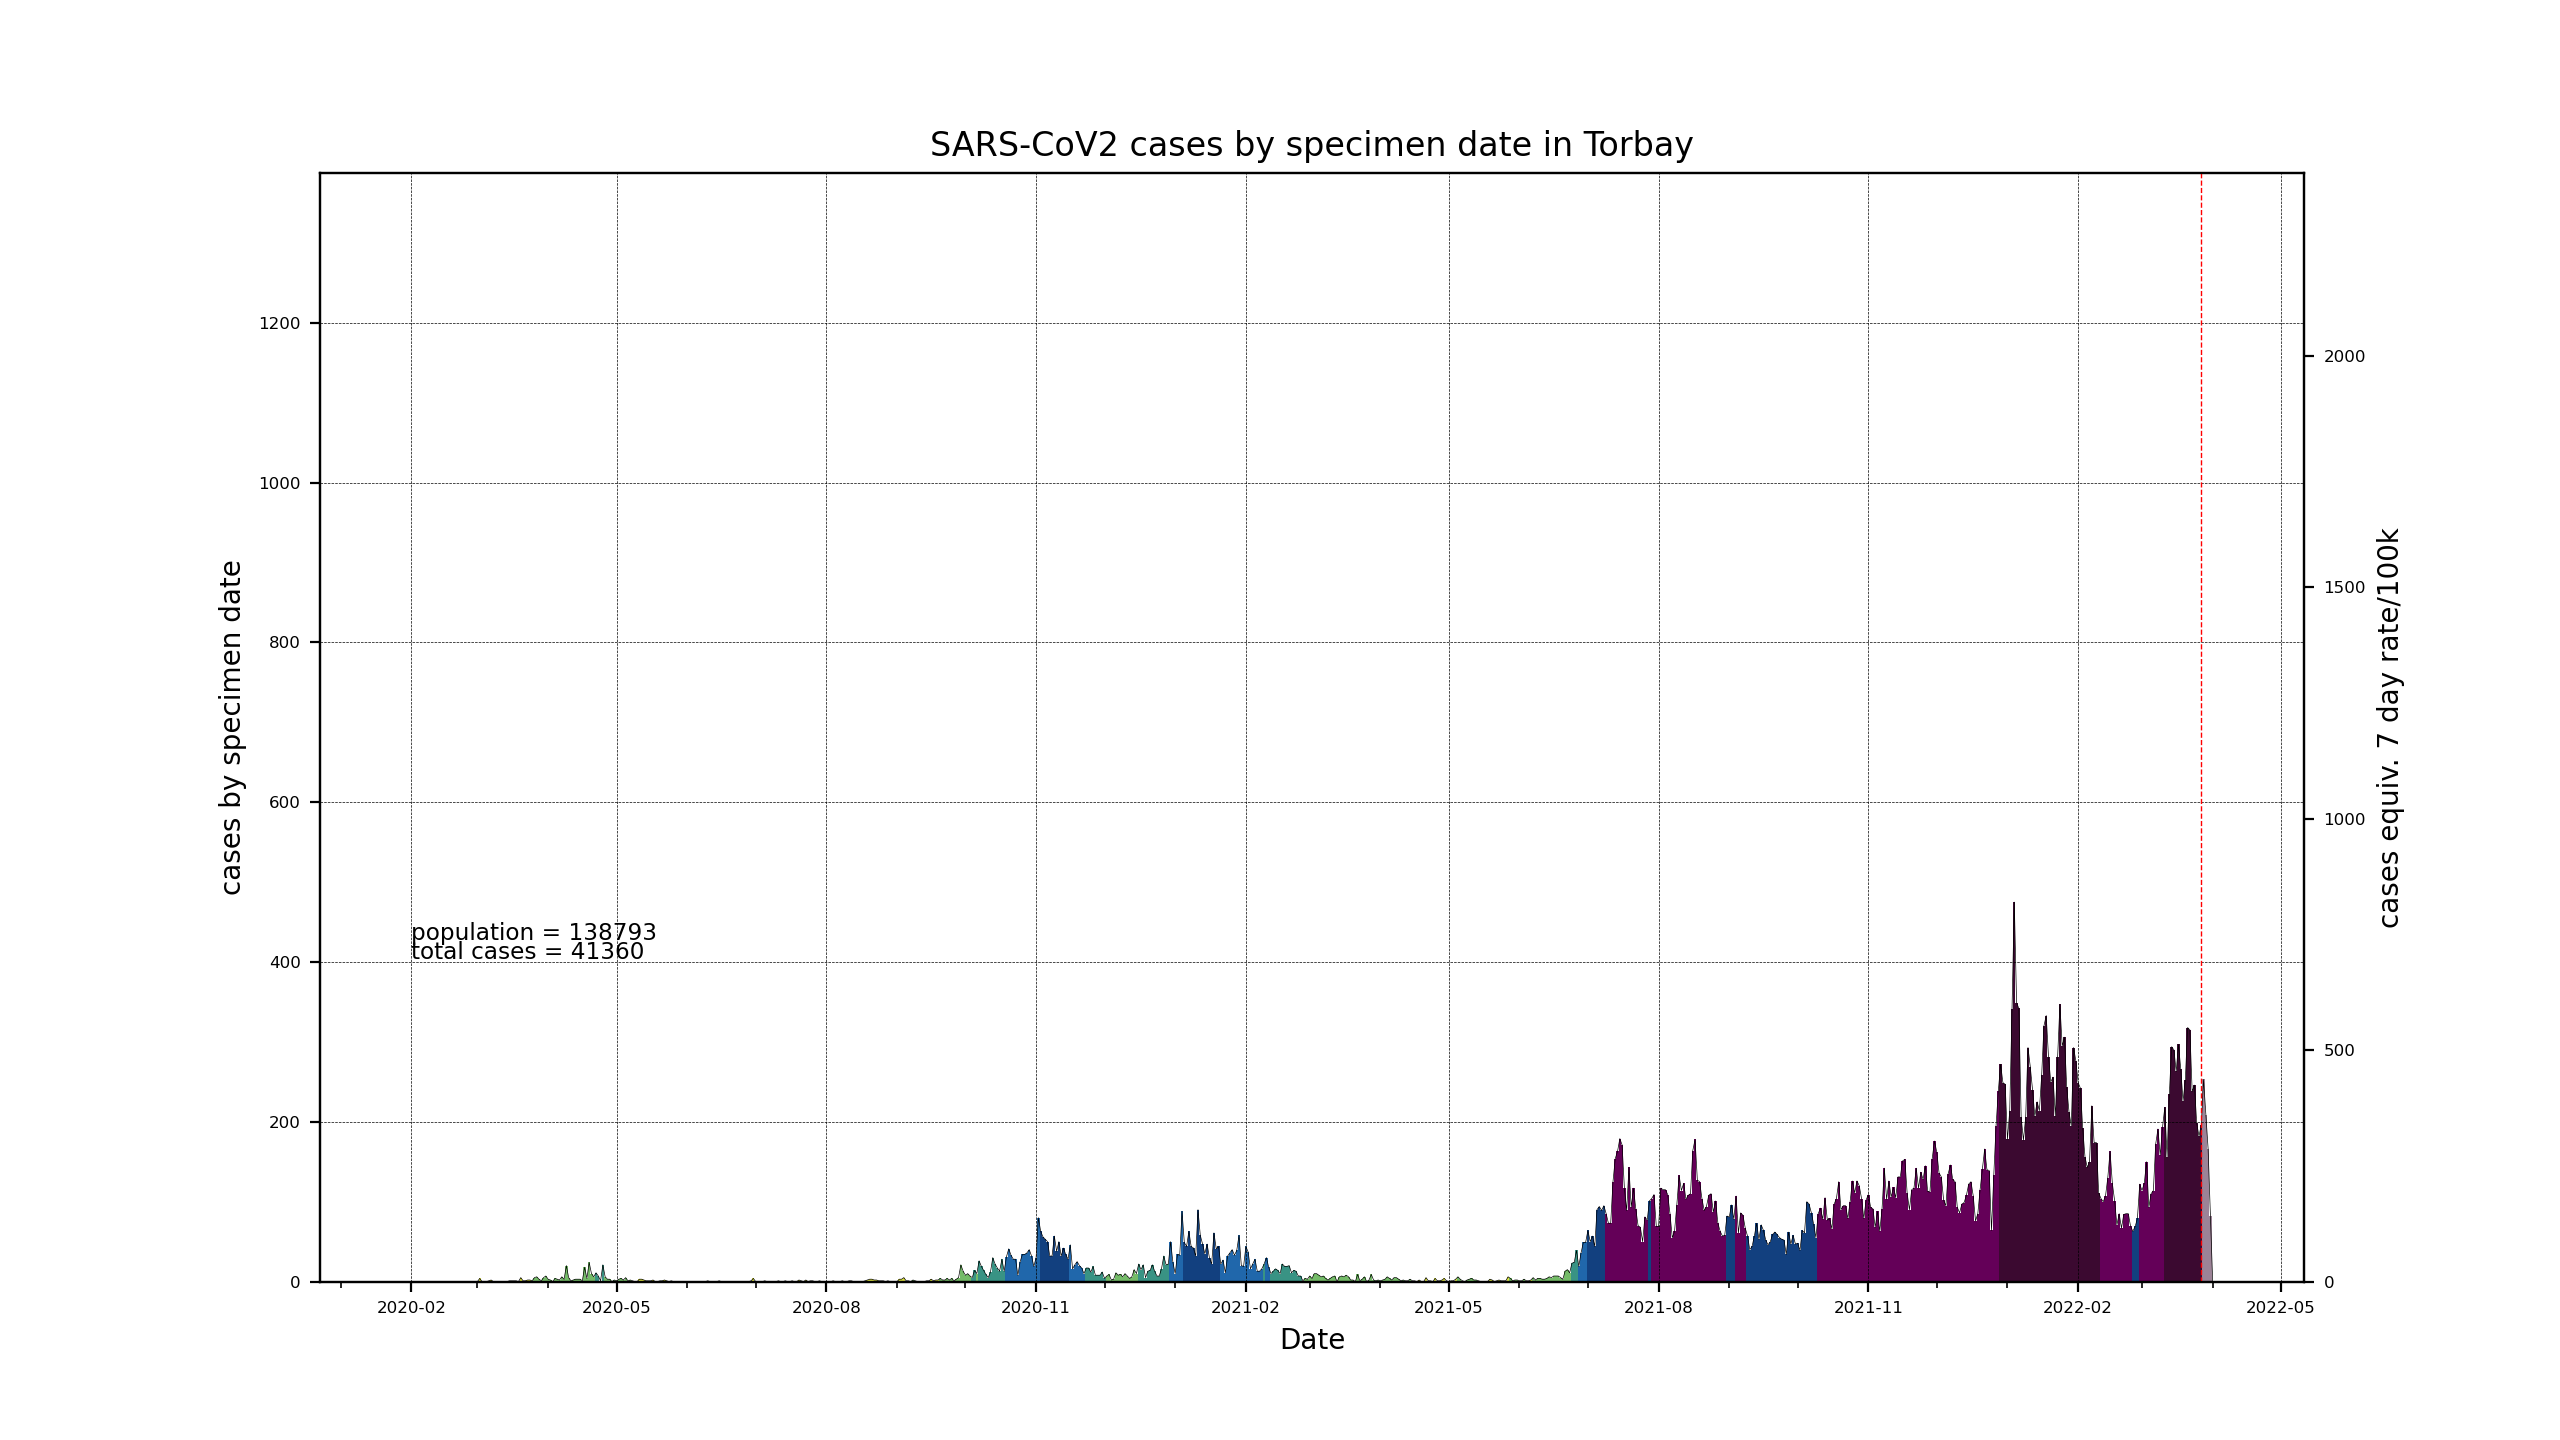 SARS-CoV2 cases by specimen date in Torbay
cases by specimen date
1200
1000
800
600
400
200
0
population = 138793
total cases = 41360
2000
1500
1000
500
0
cases equiv. 7 day rate/100k
2020-02 2020-05 2020-08 2020-11 2021-02 2021-05 2021-08 2021-11 2022-02 2022-05
Date